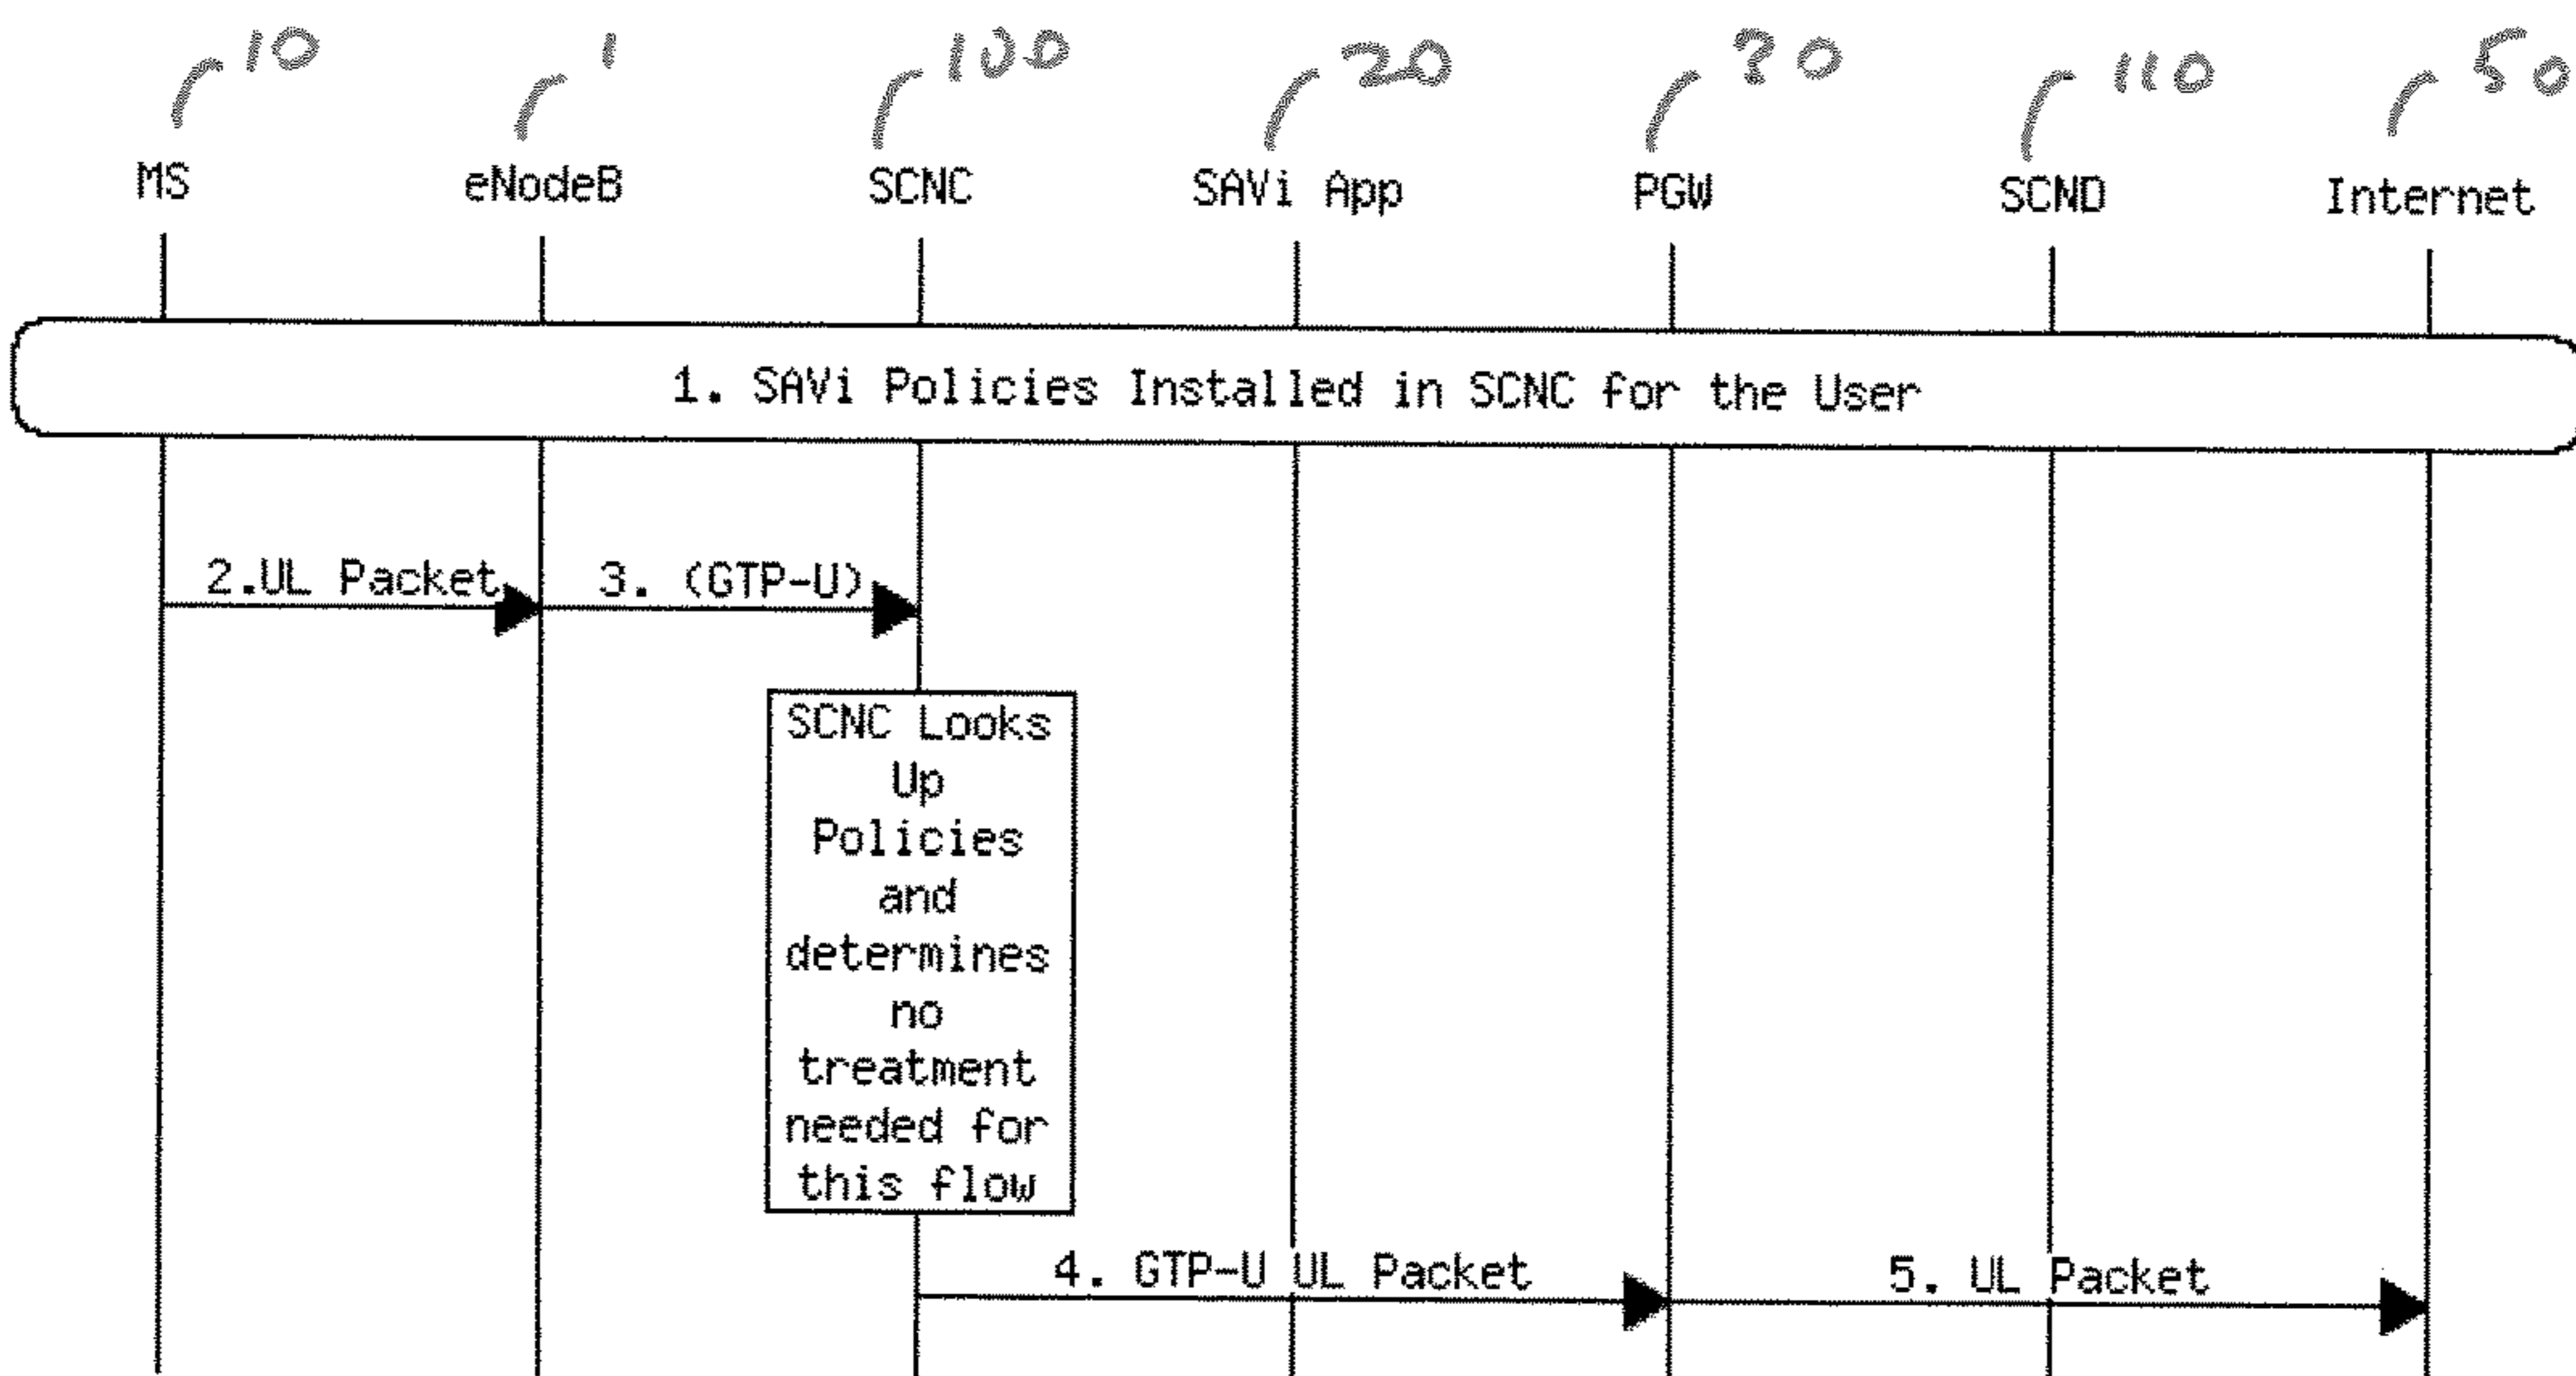 10 1 100 20 30 110 50
MS eNodeB SCNC SAVi App PGW SCND Internet
1. SAVi Policies Installed in SCNC for the User
2.UL Packet 3. (GTP-U)
SCNC Looks
Up
Policies
and
determines
no
treatment
needed for
this flow
4. GTP-U UL Packet 5. UL Packet